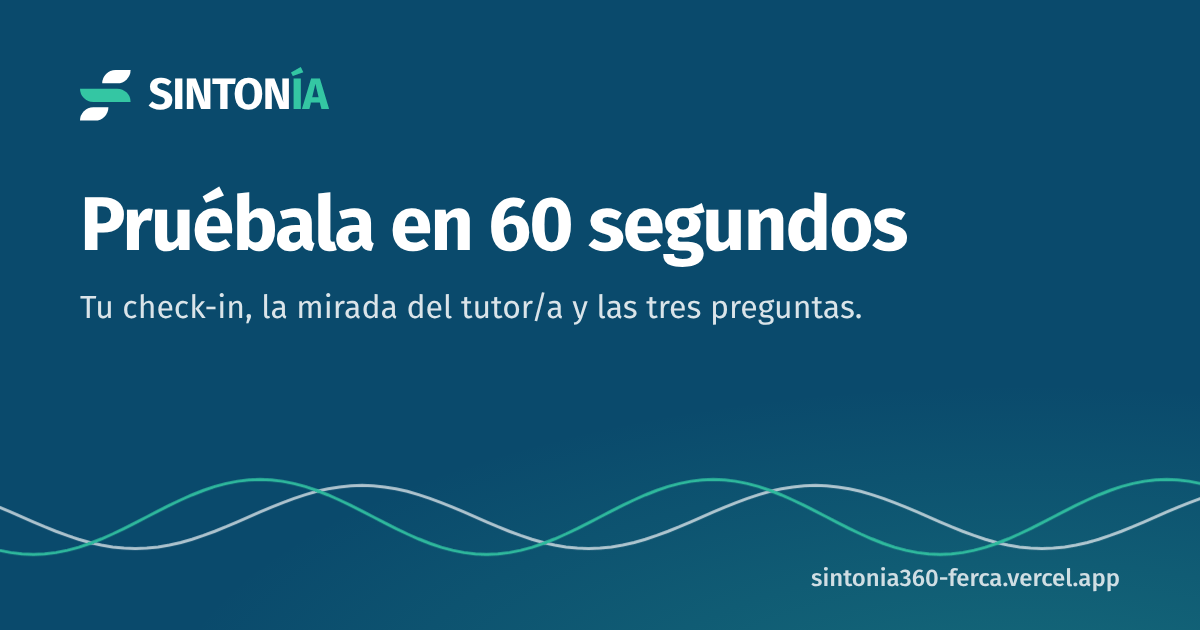 SINTONÍA
Pruébala en 60 segundos
Tu check-in, la mirada del tutor/a y las tres preguntas.
sintonia360-ferca.vercel.app